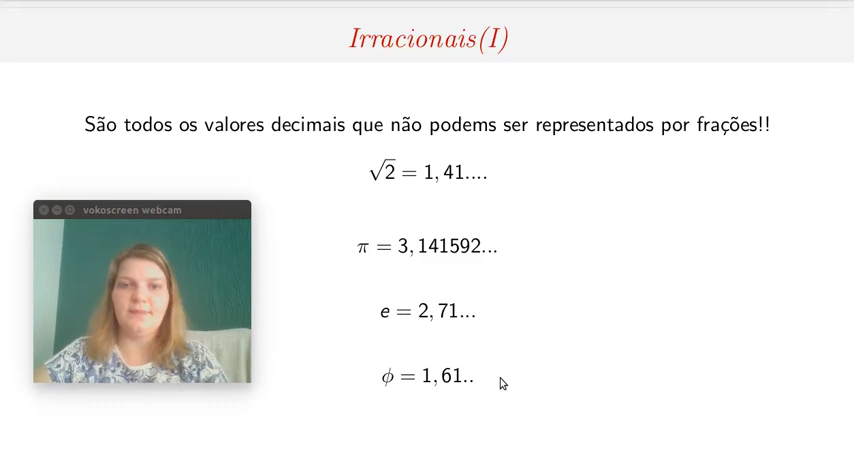 Irracionais(I)
São todos os valores decimais que não podems ser representados por frações!!
√2 = 1, 41....
vokoscreen webcam
π = 3, 141592...
e = 2, 71...
ϕ = 1, 61..